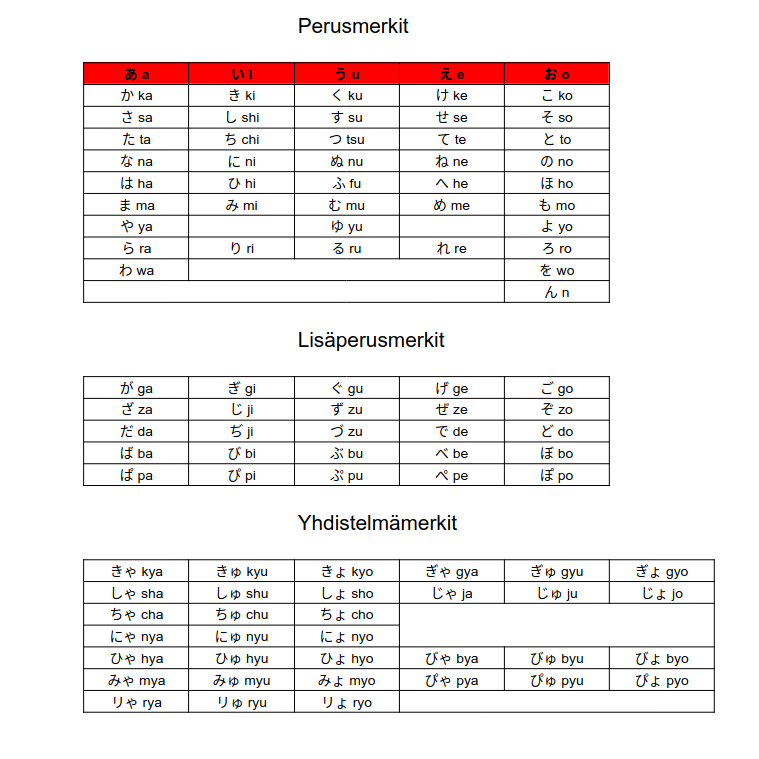 Perusmerkit
あ a い I う u え e お o
か ka き ki く ku け ke こ ko
さ sa し shi す su せ se そ so
た ta ち chi つ tsu て te と to
な na に ni ぬ nu ね ne の no
は ha ひ hi ふ fu へ he ほ ho
ま ma み mi む mu め me も mo
や ya ゆ yu よ yo
ら ra り ri る ru れ re ろ ro
わ wa を wo
ん n
Lisäperusmerkit
が ga ぎ gi ぐ gu げ ge ご go
ざ za じ ji ず zu ぜ ze ぞ zo
だ da ぢ ji づ zu で de ど do
ば ba び bi ぶ bu べ be ぼ bo
ぱ pa ぴ pi ぷ pu ぺ pe ぽ po
Yhdistelmämerkit
きゃ kya きゅ kyu きょ kyo ぎゃ gya ぎゅ gyu ぎょ gyo
しゃ sha しゅ shu しょ sho じゃ ja じゅ ju じょ jo
ちゃ cha ちゅ chu ちょ cho
にゃ nya にゅ nyu にょ nyo
ひゃ hya ひゅ hyu ひょ hyo びゃ bya びゅ byu びょ byo
みゃ mya みゅ myu みょ myo ぴゃ pya ぴゅ pyu ぴょ pyo
リゃ rya リゅ ryu リょ ryo